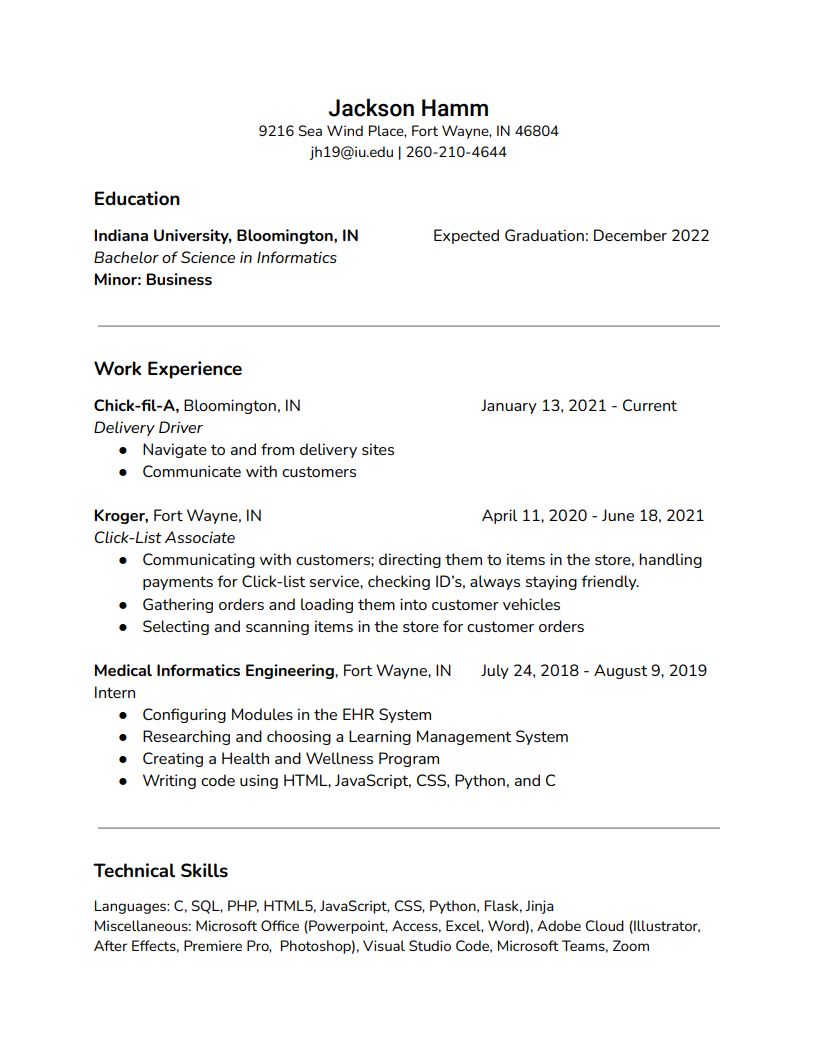 Jackson Hamm
9216 Sea Wind Place, Fort Wayne, IN 46804
jh19@iu.edu | 260-210-4644
Education
Indiana University, Bloomington, IN Expected Graduation: December 2022
Bachelor of Science in Informatics
Minor: Business
Work Experience
Chick-fil-A, Bloomington, IN January 13, 2021 - Current
Delivery Driver
● Navigate to and from delivery sites
● Communicate with customers
Kroger, Fort Wayne, IN April 11, 2020 - June 18, 2021
Click-List Associate
● Communicating with customers; directing them to items in the store, handling
payments for Click-list service, checking ID’s, always staying friendly.
● Gathering orders and loading them into customer vehicles
● Selecting and scanning items in the store for customer orders
Medical Informatics Engineering, Fort Wayne, IN July 24, 2018 - August 9, 2019
Intern
● Configuring Modules in the EHR System
● Researching and choosing a Learning Management System
● Creating a Health and Wellness Program
● Writing code using HTML, JavaScript, CSS, Python, and C
Technical Skills
Languages: C, SQL, PHP, HTML5, JavaScript, CSS, Python, Flask, Jinja
Miscellaneous: Microsoft Office (Powerpoint, Access, Excel, Word), Adobe Cloud (Illustrator,
After Effects, Premiere Pro,  Photoshop), Visual Studio Code, Microsoft Teams, Zoom